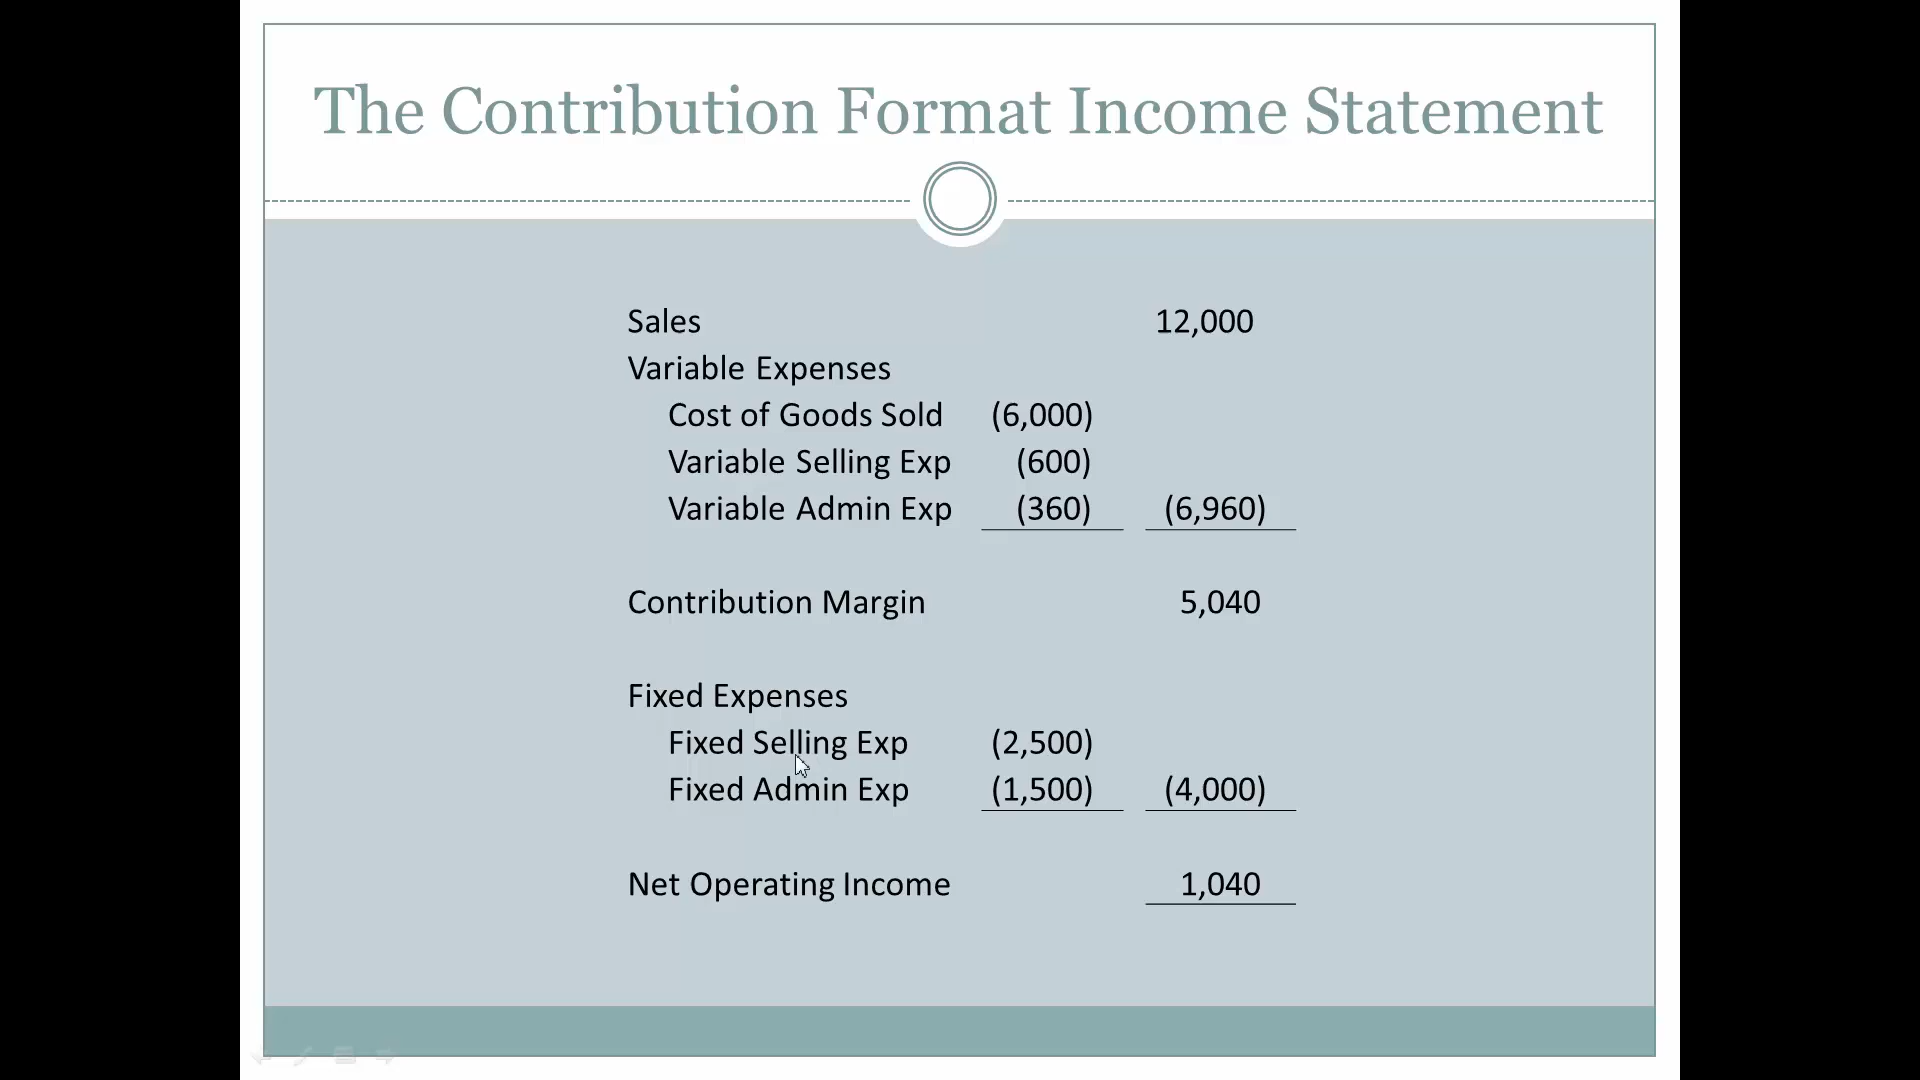 The Contribution Format Income Statement
Sales 12,000
Variable Expenses
Cost of Goods Sold (6,000)
Variable Selling Exp (600)
Variable Admin Exp (360) (6,960)
Contribution Margin 5,040
Fixed Expenses
Fixed Selling Exp (2,500)
Fixed Admin Exp (1,500) (4,000)
Net Operating Income 1,040